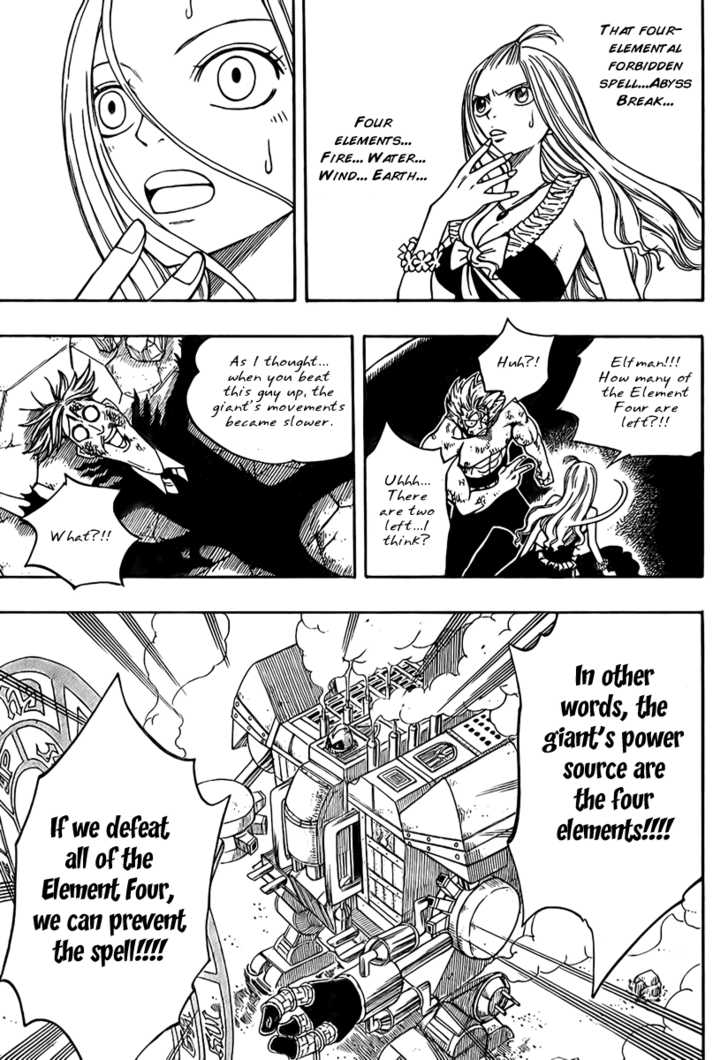 THAT FOUR-
ELEMENTAL
FORBIDDEN
SPELL...ABYSS
BREAK...
FOUR
ELEMENTS...
FIRE... WATER...
WIND... EARTH...
Elfman!!!
How many of
the Element
Four are
left?!!
Huh?!
Uhhh...
There
are two
left...I
think?
As I thought...
when you beat
this guy up, the
giant's movements
became slower.
What?!!
In other
words, the
giant's power
source are
the four
elements!!!!
If we defeat
all of the
Element Four,
we can prevent
the spell!!!!